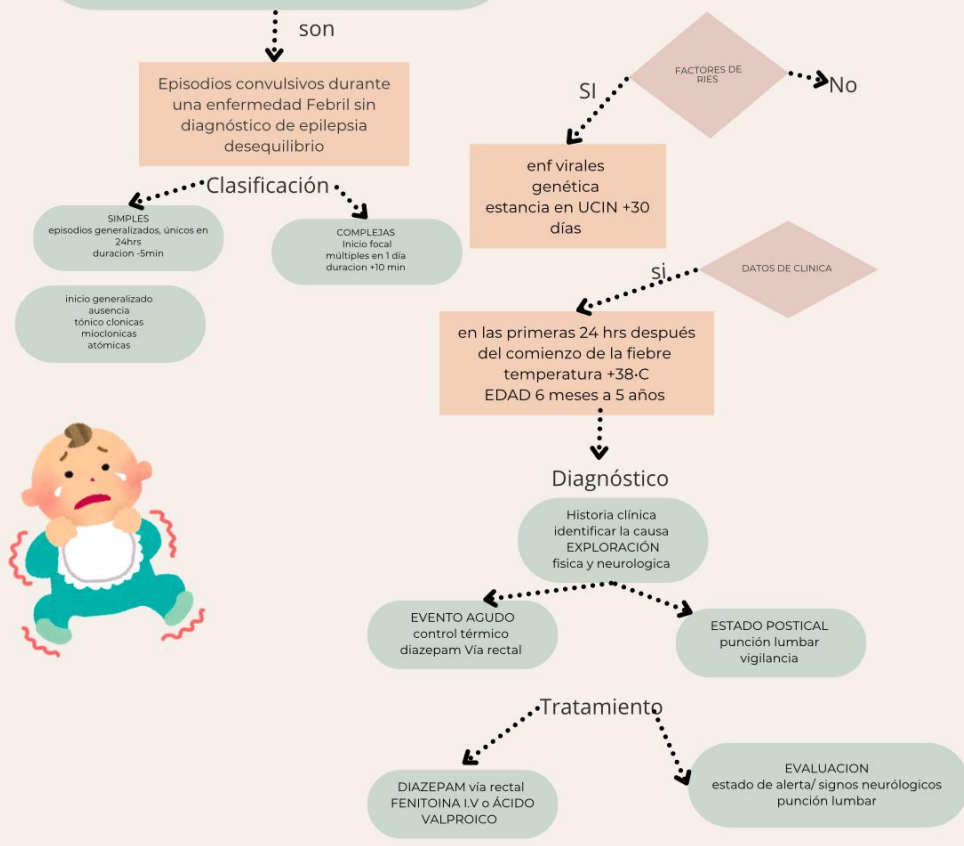 son
Episodios convulsivos durante
una enfermedad Febril sin
diagnóstico de epilepsia
desequilibrio
Clasificación
SIMPLES
episodios generalizados, únicos en
24hrs
duracion -5min
COMPLEJAS
Inicio focal
múltiples en 1 día
duracion +10 min
inicio generalizado
ausencia
tónico clonicas
mioclonicas
atómicas
FACTORES DE
RIES
SI
No
enf virales
genética
estancia en UCIN +30
días
DATOS DE CLINICA
si
en las primeras 24 hrs después
del comienzo de la fiebre
temperatura +38·C
EDAD 6 meses a 5 años
Diagnóstico
Historia clínica
identificar la causa
EXPLORACIÓN
fisica y neurologica
EVENTO AGUDO
control térmico
diazepam Vía rectal
ESTADO POSTICAL
punción lumbar
vigilancia
Tratamiento
DIAZEPAM vía rectal
FENITOINA I.V o ÁCIDO
VALPROICO
EVALUACION
estado de alerta/ signos neurólogicos
punción lumbar